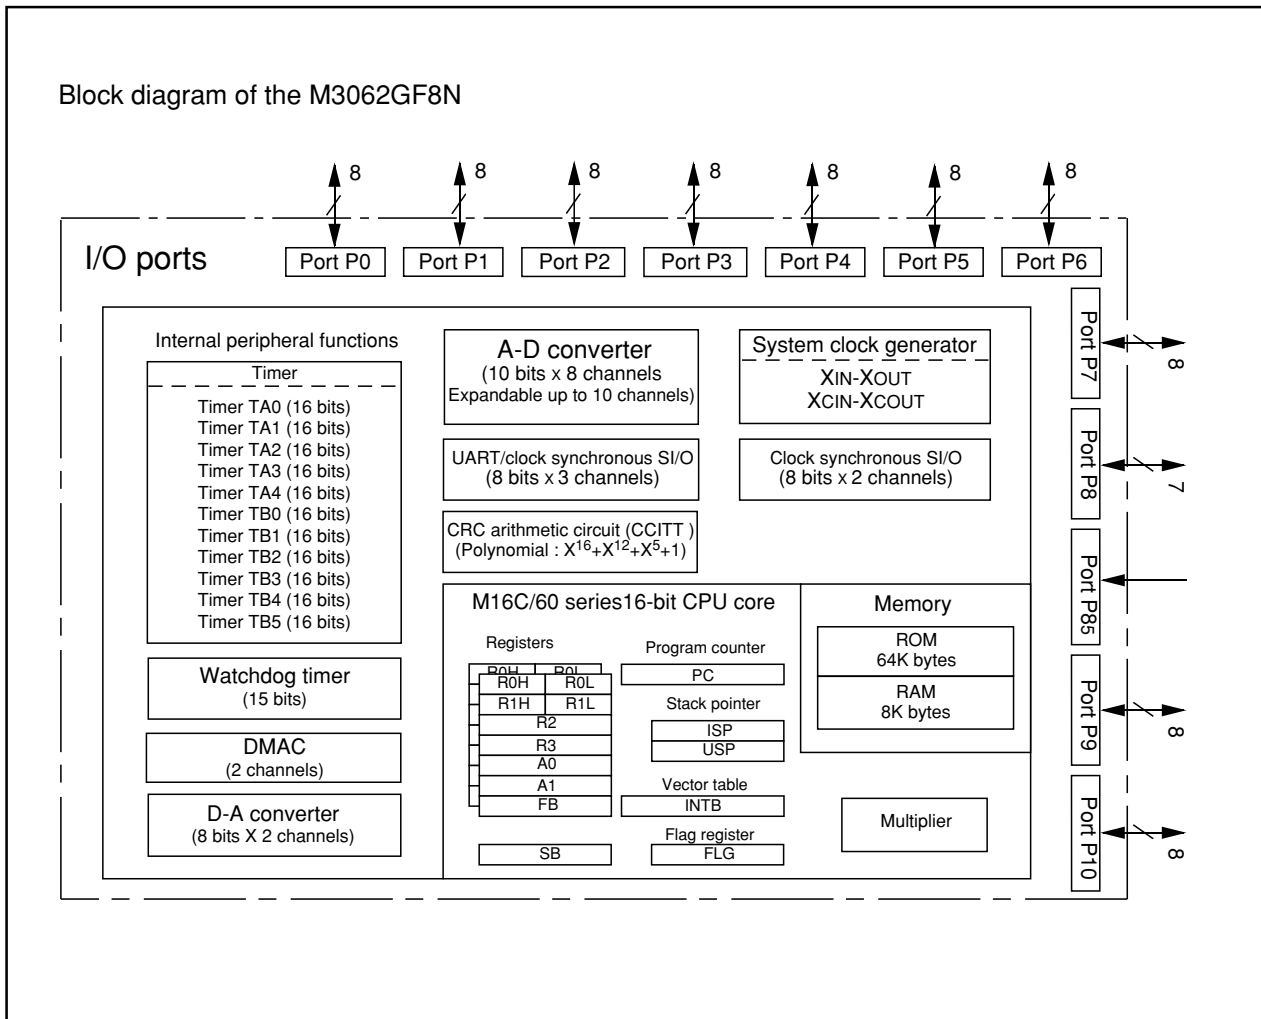 Block diagram of the M3062GF8N
8 8 8 8 8 8 8
I/O ports
Port P0 Port P1 Port P2 Port P3 Port P4 Port P5 Port P6
Port P7
8
Port P8
7
Port P85
Port P9
8
Port P10
8
Internal peripheral functions
Timer
Timer TA0 (16 bits)
Timer TA1 (16 bits)
Timer TA2 (16 bits)
Timer TA3 (16 bits)
Timer TA4 (16 bits)
Timer TB0 (16 bits)
Timer TB1 (16 bits)
Timer TB2 (16 bits)
Timer TB3 (16 bits)
Timer TB4 (16 bits)
Timer TB5 (16 bits)
Watchdog timer
(15 bits)
DMAC
(2 channels)
D-A converter
(8 bits X 2 channels)
A-D converter
(10 bits x 8 channels
Expandable up to 10 channels)
System clock generator
XIN-XOUT
XCIN-XCOUT
UART/clock synchronous SI/O
(8 bits x 3 channels)
Clock synchronous SI/O
(8 bits x 2 channels)
CRC arithmetic circuit (CCITT )
(Polynomial : X¹⁶+X¹²+X⁵+1)
M16C/60 series16-bit CPU core
Registers
R0H R0L
R0H R0L
R1H R1L
R2
R3
A0
A1
FB
SB
Program counter
PC
Stack pointer
ISP
USP
Vector table
INTB
Flag register
FLG
Memory
ROM
64K bytes
RAM
8K bytes
Multiplier